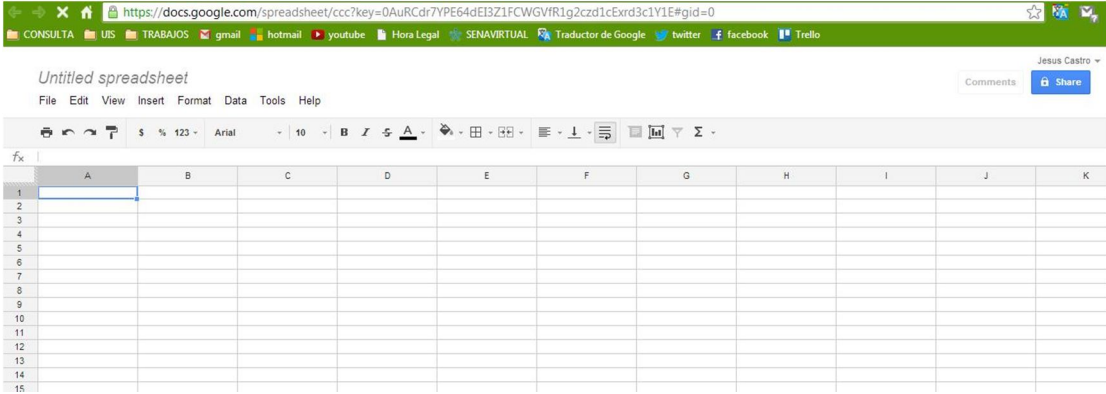 https://docs.google.com/spreadsheet/ccc?key=0AuRCdr7YPE64dEI3Z1FCWGVfR1g2czd1cExrd3c1Y1E#gid=0
CONSULTA UIS TRABAJOS gmail hotmail youtube Hora Legal SENAVIRTUAL Traductor de Google twitter facebook Trello
Jesus Castro
Untitled spreadsheet
Comments Share
File Edit View Insert Format Data Tools Help
$ % 123 Arial 10 B I S A Σ
fx
A B C D E F G H I J K
1
2
3
4
5
6
7
8
9
10
11
12
13
14
15